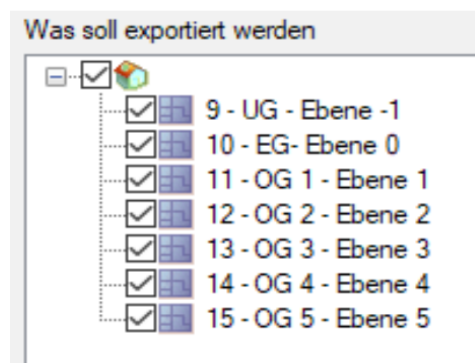 Was soll exportiert werden
9 - UG - Ebene -1
10 - EG- Ebene 0
11 - OG 1 - Ebene 1
12 - OG 2 - Ebene 2
13 - OG 3 - Ebene 3
14 - OG 4 - Ebene 4
15 - OG 5 - Ebene 5